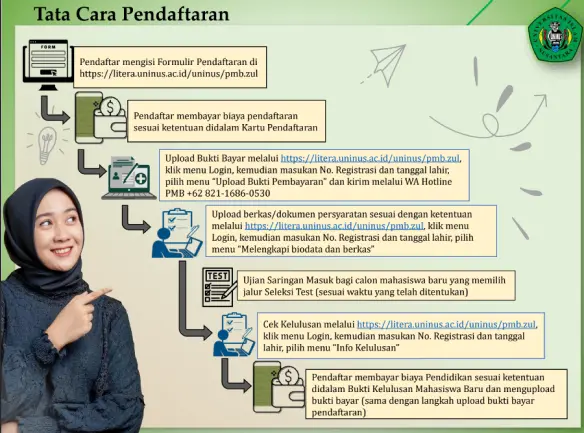 Tata Cara Pendaftaran
UNIVERSITAS ISLAM
NUSANTARA
UNINUS
FORM
Pendaftar mengisi Formulir Pendaftaran di
https://litera.uninus.ac.id/uninus/pmb.zul
Pendaftar membayar biaya pendaftaran
sesuai ketentuan didalam Kartu Pendaftaran
Upload Bukti Bayar melalui https://litera.uninus.ac.id/uninus/pmb.zul,
klik menu Login, kemudian masukan No. Registrasi dan tanggal lahir,
pilih menu "Upload Bukti Pembayaran" dan kirim melalui WA Hotline
PMB +62 821-1686-0530
Upload berkas/dokumen persyaratan sesuai dengan ketentuan
melalui https://litera.uninus.ac.id/uninus/pmb.zul, klik menu
Login, kemudian masukan No. Registrasi dan tanggal lahir, pilih
menu "Melengkapi biodata dan berkas"
TEST
Ujian Saringan Masuk bagi calon mahasiswa baru yang memilih
jalur Seleksi Test (sesuai waktu yang telah ditentukan)
Cek Kelulusan melalui https://litera.uninus.ac.id/uninus/pmb.zul,
klik menu Login, kemudian masukan No. Registrasi dan tanggal
lahir, pilih menu "Info Kelulusan"
Pendaftar membayar biaya Pendidikan sesuai ketentuan
didalam Bukti Kelulusan Mahasiswa Baru dan mengupload
bukti bayar (sama dengan langkah upload bukti bayar
pendaftaran)